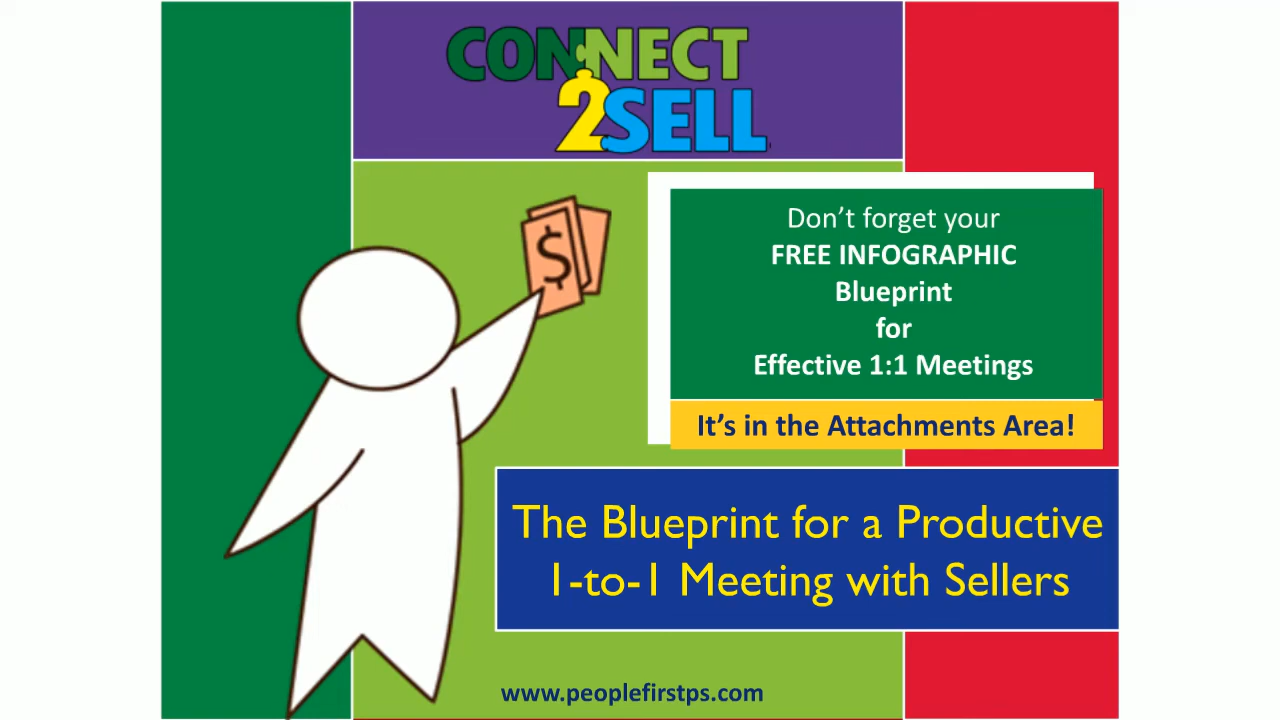 CONNECT
2SELL
$
Don’t forget your
FREE INFOGRAPHIC
Blueprint
for
Effective 1:1 Meetings
It’s in the Attachments Area!
The Blueprint for a Productive
1-to-1 Meeting with Sellers
www.peoplefirstps.com